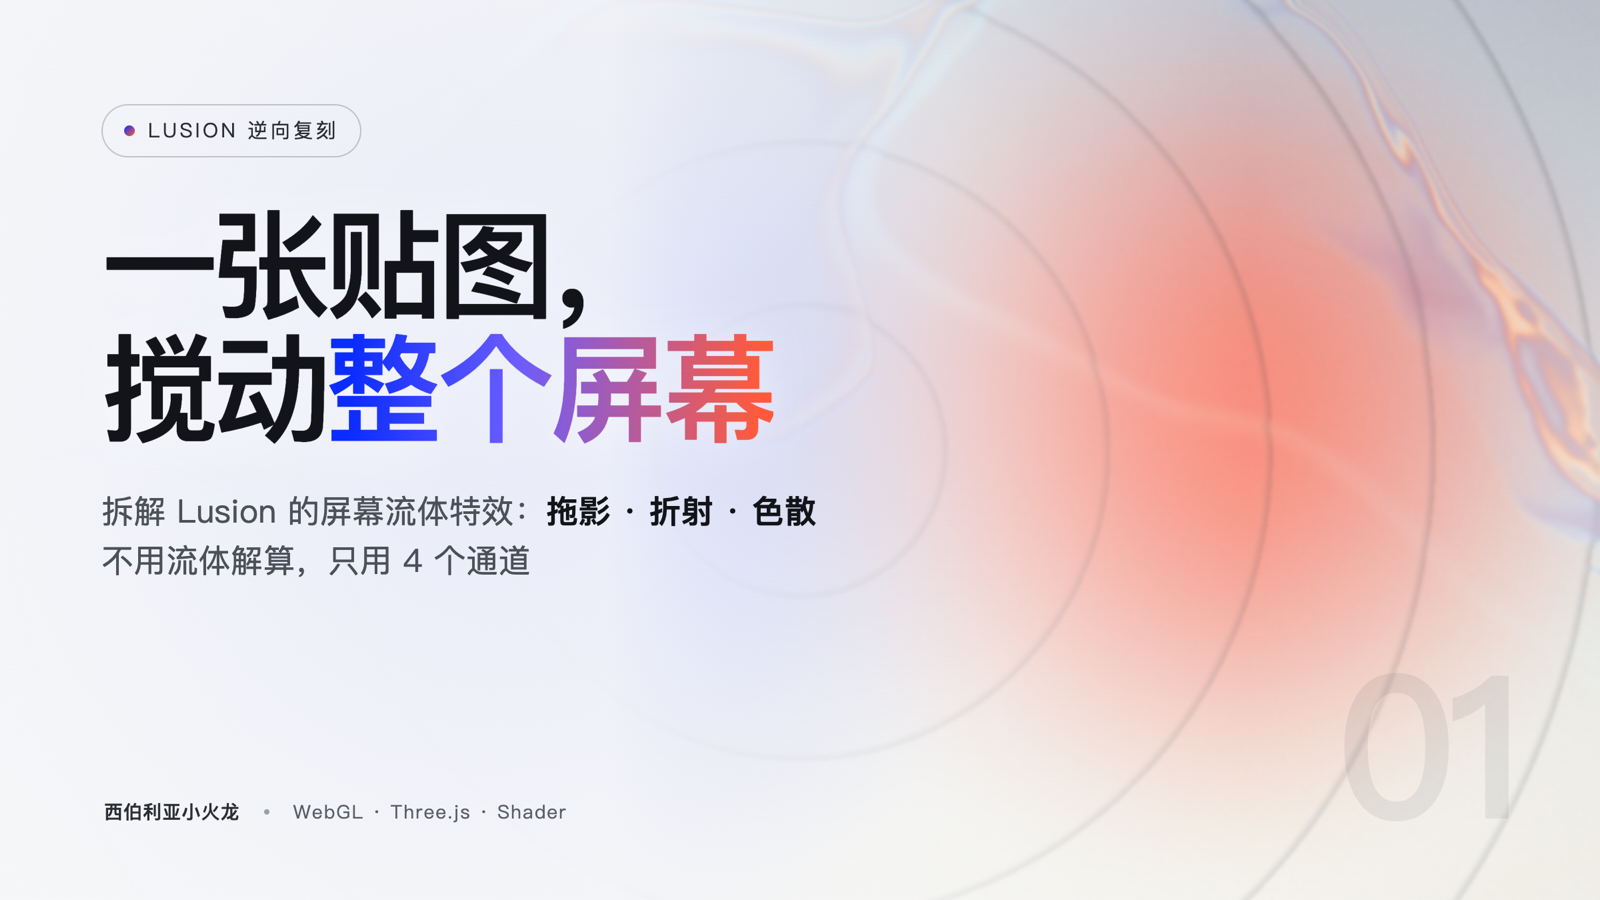 LUSION 逆向复刻
一张贴图，
搅动整个屏幕
拆解 Lusion 的屏幕流体特效：拖影 · 折射 · 色散
不用流体解算，只用 4 个通道
西伯利亚小火龙 • WebGL · Three.js · Shader
01